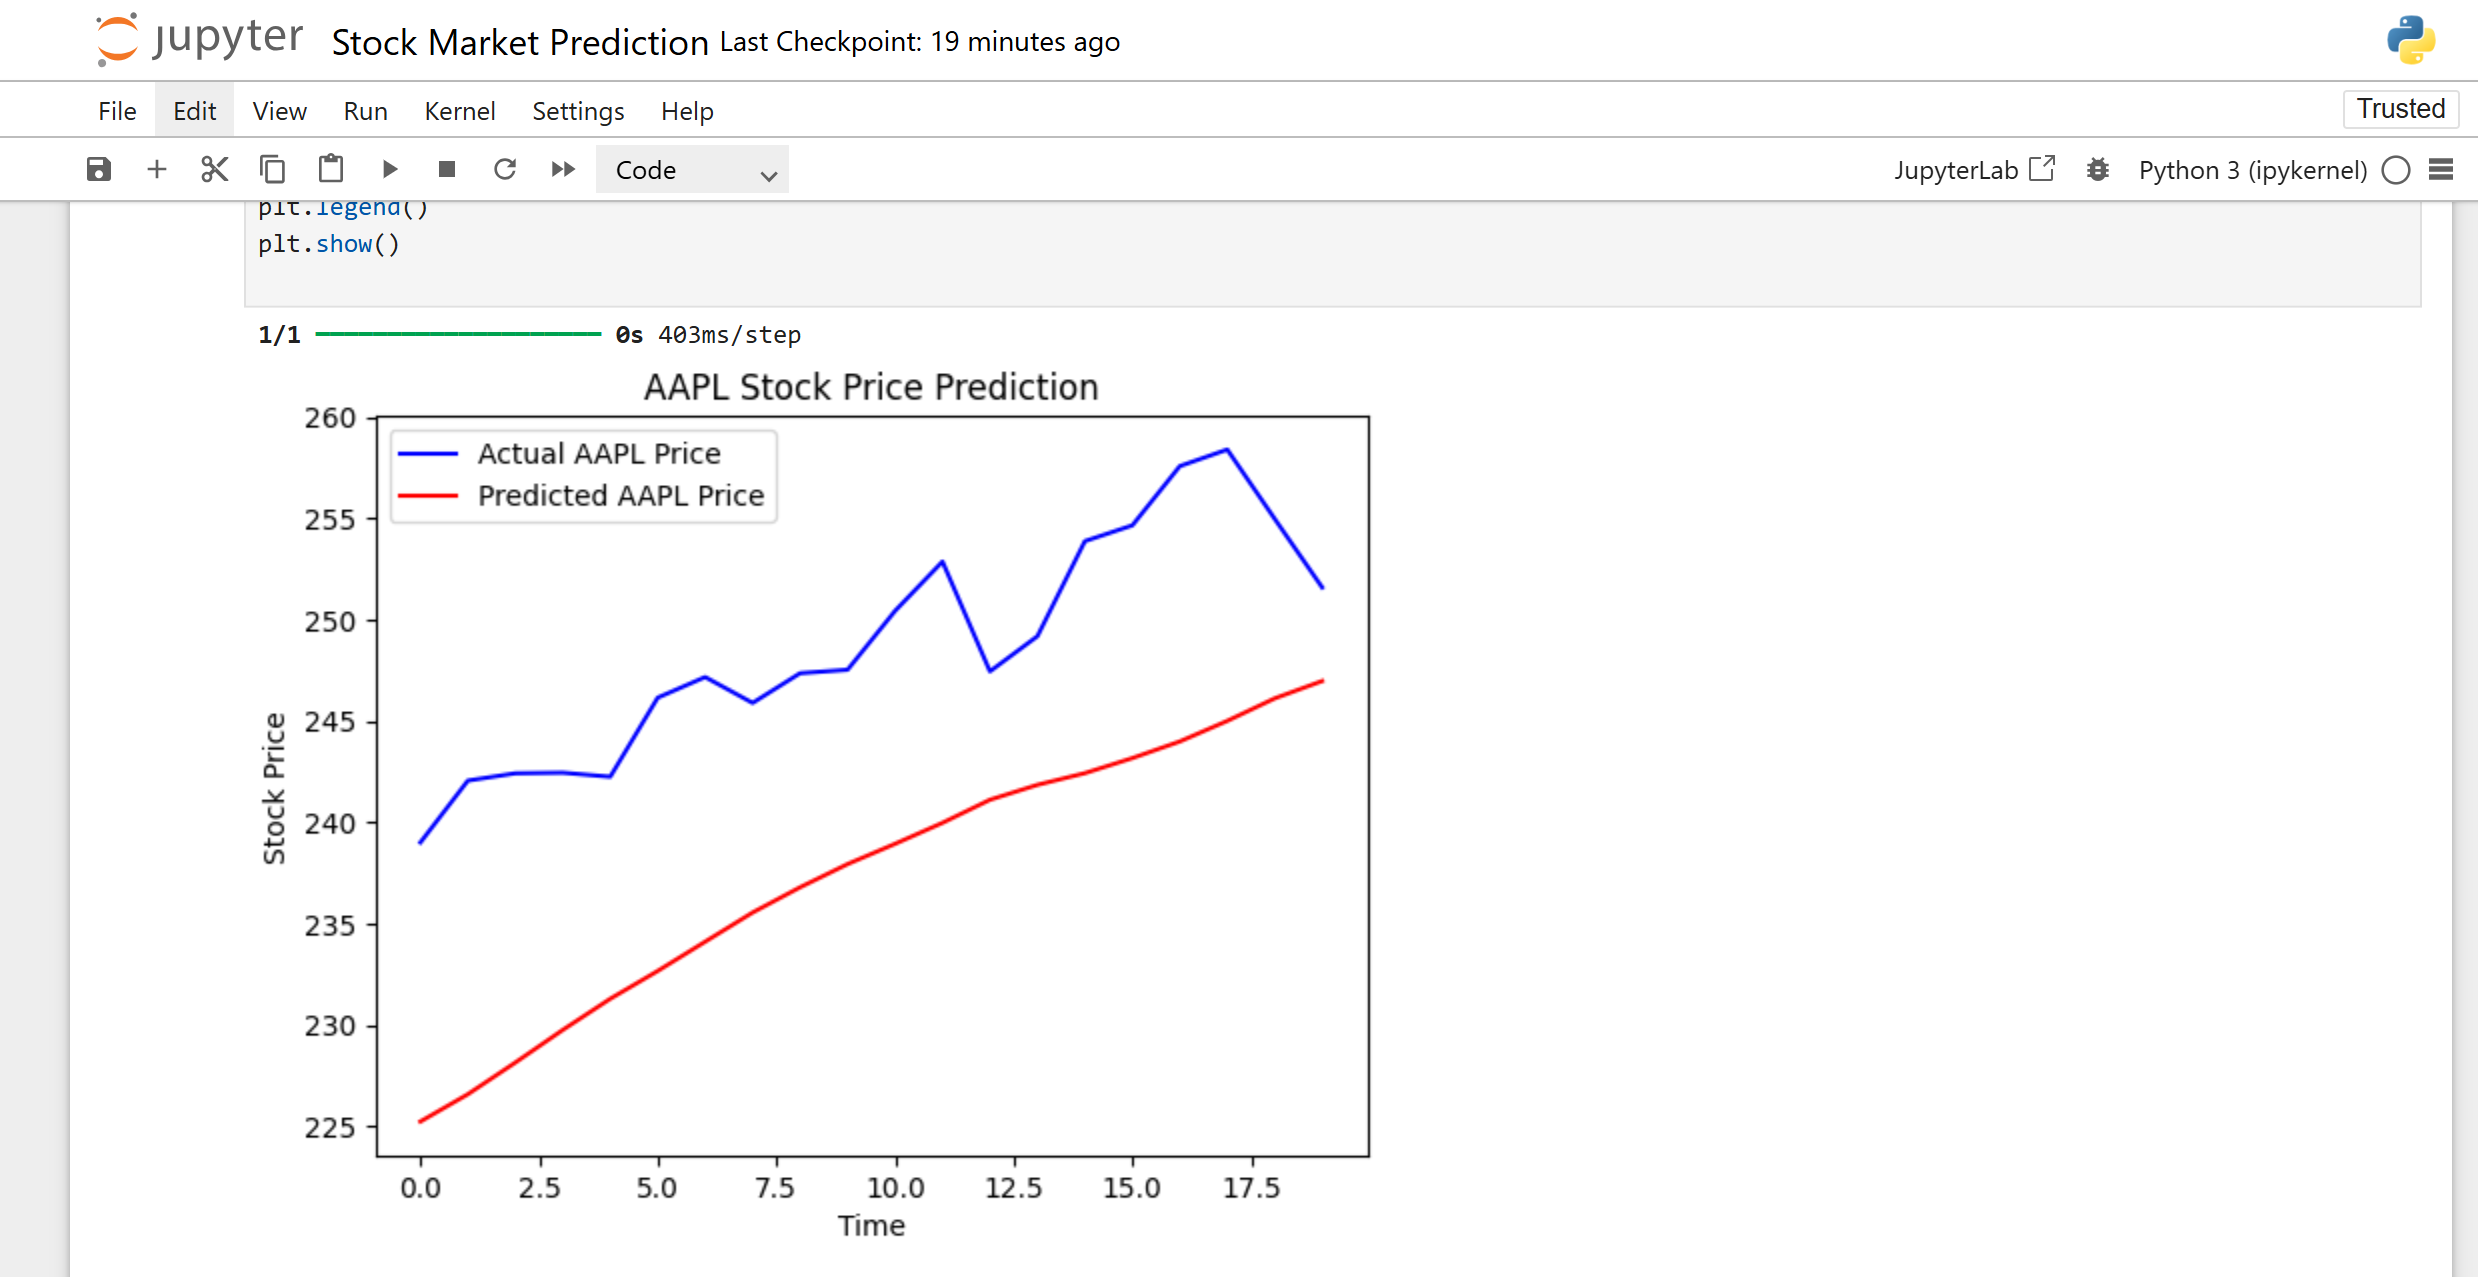 jupyter Stock Market Prediction Last Checkpoint: 19 minutes ago
File Edit View Run Kernel Settings Help Trusted
Code JupyterLab Python 3 (ipykernel)
plt.legend()
plt.show()
1/1 0s 403ms/step
AAPL Stock Price Prediction
Actual AAPL Price
Predicted AAPL Price
260
255
250
245
240
235
230
225
Stock Price
0.0 2.5 5.0 7.5 10.0 12.5 15.0 17.5
Time